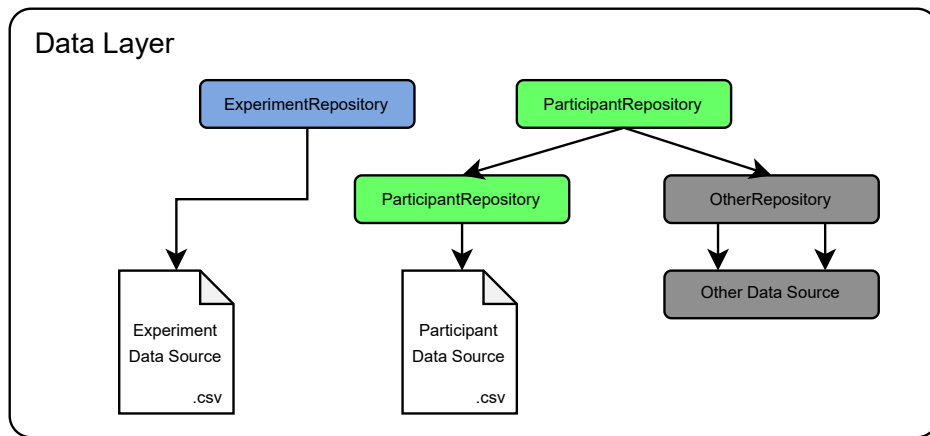 Data Layer
ExperimentRepository
ParticipantRepository
ParticipantRepository
OtherRepository
Experiment
Data Source
.csv
Participant
Data Source
.csv
Other Data Source